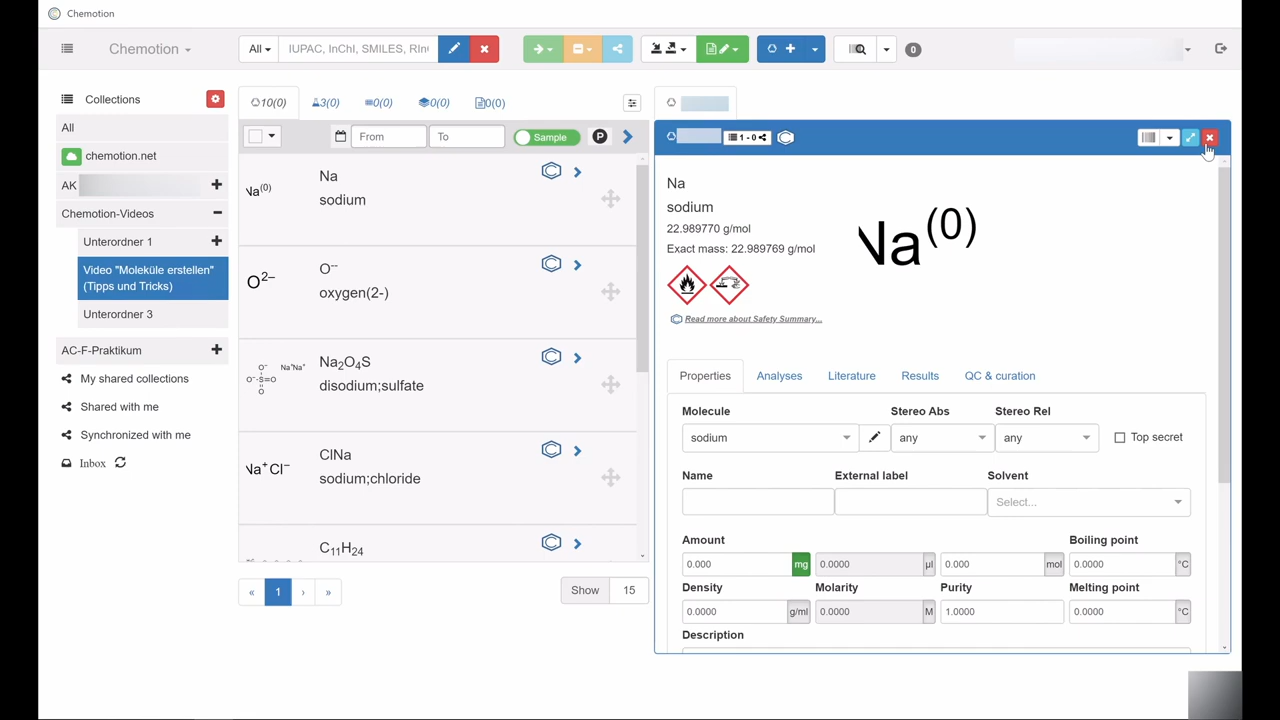 Chemotion
Chemotion
All
IUPAC, InChI, SMILES, RIn
0
Collections
All
chemotion.net
AK
Chemotion-Videos
Unterordner 1
Video "Moleküle erstellen"
(Tipps und Tricks)
Unterordner 3
AC-F-Praktikum
My shared collections
Shared with me
Synchronized with me
Inbox
10(0) 3(0) 0(0) 0(0) 0(0)
From To Sample P
Na(0)
Na
sodium
O2–
O--
oxygen(2-)
Na2O4S
disodium;sulfate
Na+Cl–
ClNa
sodium;chloride
C11H24
« 1 › »
Show 15
1 - 0
Na
sodium
22.989770 g/mol
Exact mass: 22.989769 g/mol
Na(0)
Read more about Safety Summary...
Properties Analyses Literature Results QC & curation
Molecule Stereo Abs Stereo Rel
sodium any any Top secret
Name External label Solvent
Select...
Amount Boiling point
0.000 mg 0.0000 µl 0.000 mol 0.0000 °C
Density Molarity Purity Melting point
0.0000 g/ml 0.0000 M 1.0000 0.0000 °C
Description